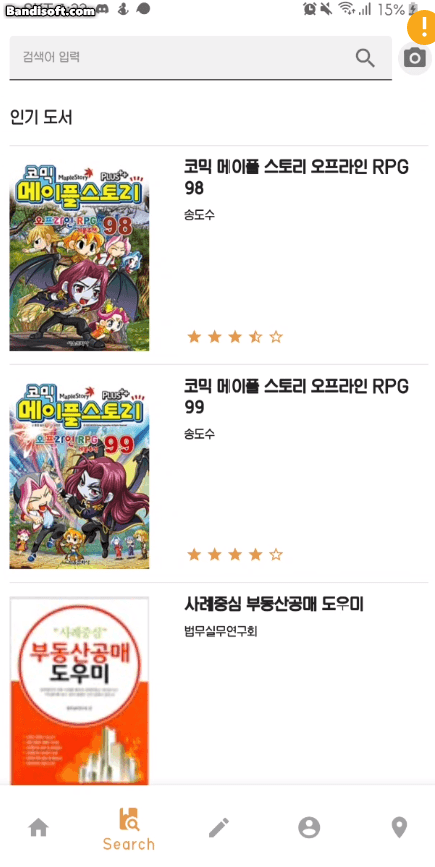 Bandisoft.com
15%
검색어 입력
인기 도서
코믹
MapleStory
PLUS
메이플스토리
오프라인 RPG
98
코믹 메이플 스토리 오프라인 RPG
98
송도수
코믹
MapleStory
PLUS
메이플스토리
오프라인 RPG
99
코믹 메이플 스토리 오프라인 RPG
99
송도수
"사례중심"
부동산공매
도우미
사례중심 부동산공매 도우미
법무실무연구회
Search